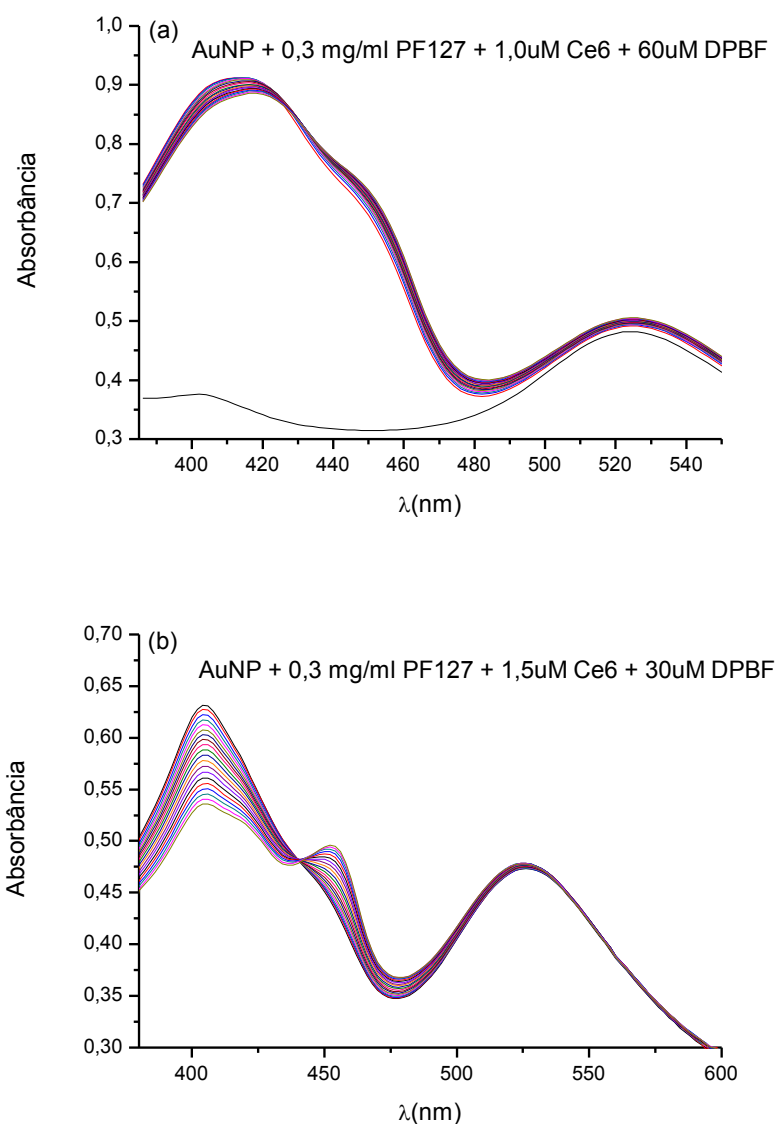 (a)
AuNP + 0,3 mg/ml PF127 + 1,0uM Ce6 + 60uM DPBF
Absorbância
1,0
0,9
0,8
0,7
0,6
0,5
0,4
0,3
400 420 440 460 480 500 520 540
λ(nm)
(b)
AuNP + 0,3 mg/ml PF127 + 1,5uM Ce6 + 30uM DPBF
Absorbância
0,70
0,65
0,60
0,55
0,50
0,45
0,40
0,35
0,30
400 450 500 550 600
λ(nm)